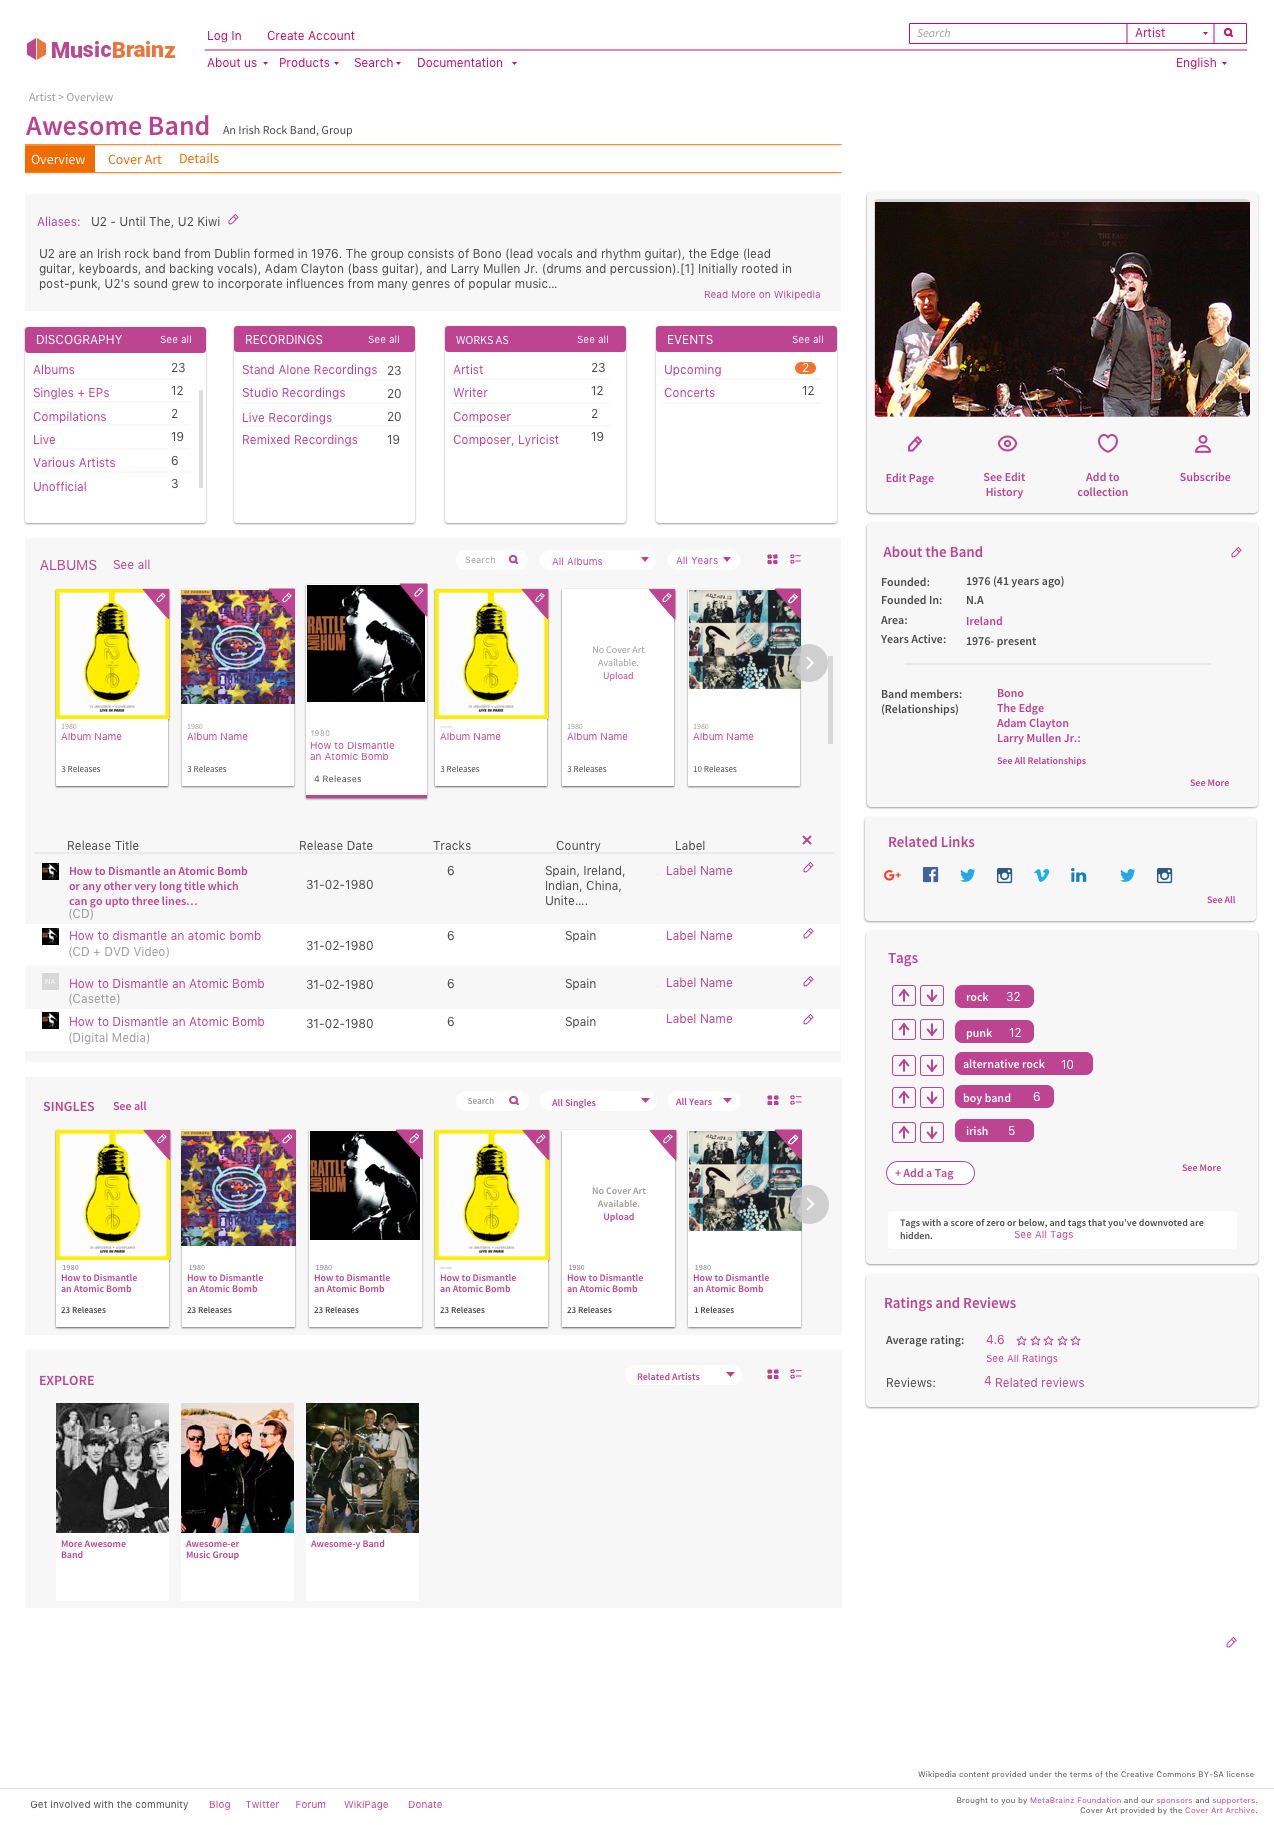 MusicBrainz
Log In Create Account
Search Artist
About us Products Search Documentation English
Artist > Overview
Awesome Band An Irish Rock Band, Group
Overview Cover Art Details
Aliases: U2 - Until The, U2 Kiwi
U2 are an Irish rock band from Dublin formed in 1976. The group consists of Bono (lead vocals and rhythm guitar), the Edge (lead
guitar, keyboards, and backing vocals), Adam Clayton (bass guitar), and Larry Mullen Jr. (drums and percussion).[1] Initially rooted in
post-punk, U2's sound grew to incorporate influences from many genres of popular music...
Read More on Wikipedia
DISCOGRAPHY See all
Albums 23
Singles + EPs 12
Compilations 2
Live 19
Various Artists 6
Unofficial 3
RECORDINGS See all
Stand Alone Recordings 23
Studio Recordings 20
Live Recordings 20
Remixed Recordings 19
WORKS AS See all
Artist 23
Writer 12
Composer 2
Composer, Lyricist 19
EVENTS See all
Upcoming 2
Concerts 12
ALBUMS See all Search All Albums All Years
RATTLE
AND
HUM
No Cover Art
Available.
Upload
1980
Album Name
3 Releases
1980
Album Name
3 Releases
1980
How to Dismantle
an Atomic Bomb
4 Releases
Album Name
3 Releases
1980
Album Name
3 Releases
1980
Album Name
10 Releases
Release Title Release Date Tracks Country Label
How to Dismantle an Atomic Bomb
or any other very long title which
can go upto three lines...
(CD)
31-02-1980 6
Spain, Ireland,
Indian, China,
Unite....
Label Name
How to dismantle an atomic bomb
(CD + DVD Video)
31-02-1980 6 Spain Label Name
NA
How to Dismantle an Atomic Bomb
(Casette)
31-02-1980 6 Spain Label Name
How to Dismantle an Atomic Bomb
(Digital Media)
31-02-1980 6 Spain Label Name
SINGLES See all Search All Singles All Years
RATTLE
AND
HUM
No Cover Art
Available.
Upload
1980
How to Dismantle
an Atomic Bomb
23 Releases
1980
How to Dismantle
an Atomic Bomb
23 Releases
1980
How to Dismantle
an Atomic Bomb
23 Releases
How to Dismantle
an Atomic Bomb
23 Releases
1980
How to Dismantle
an Atomic Bomb
23 Releases
1980
How to Dismantle
an Atomic Bomb
1 Releases
EXPLORE Related Artists
More Awesome
Band
Awesome-er
Music Group
Awesome-y Band
Edit Page
See Edit
History
Add to
collection
Subscribe
About the Band
Founded: 1976 (41 years ago)
Founded In: N.A
Area: Ireland
Years Active: 1976- present
Band members:
(Relationships)
Bono
The Edge
Adam Clayton
Larry Mullen Jr.:
See All Relationships
See More
Related Links
See All
Tags
rock 32
punk 12
alternative rock 10
boy band 6
irish 5
+ Add a Tag
See More
Tags with a score of zero or below, and tags that you've downvoted are
hidden. See All Tags
Ratings and Reviews
Average rating: 4.6
See All Ratings
Reviews: 4 Related reviews
Wikipedia content provided under the terms of the Creative Commons BY-SA license
Get involved with the community Blog Twitter Forum WikiPage Donate
Brought to you by MetaBrainz Foundation and our sponsors and supporters.
Cover Art provided by the Cover Art Archive.